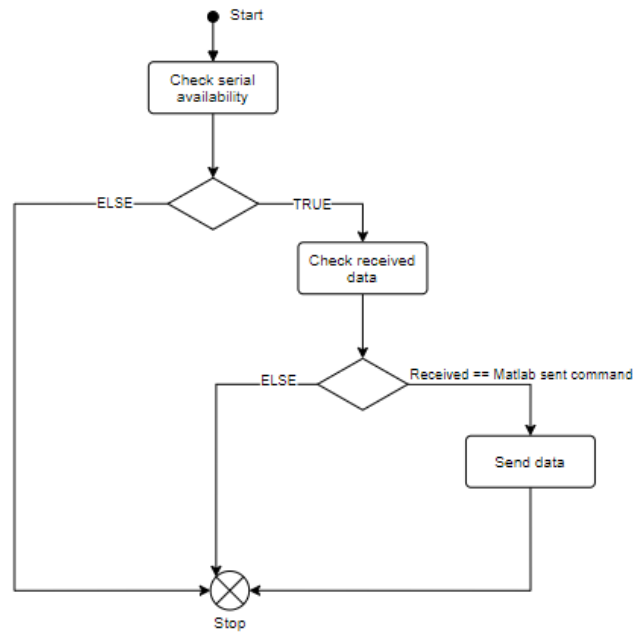 Start
Check serial
availability
ELSE
TRUE
Check received
data
ELSE
Received == Matlab sent command
Send data
Stop